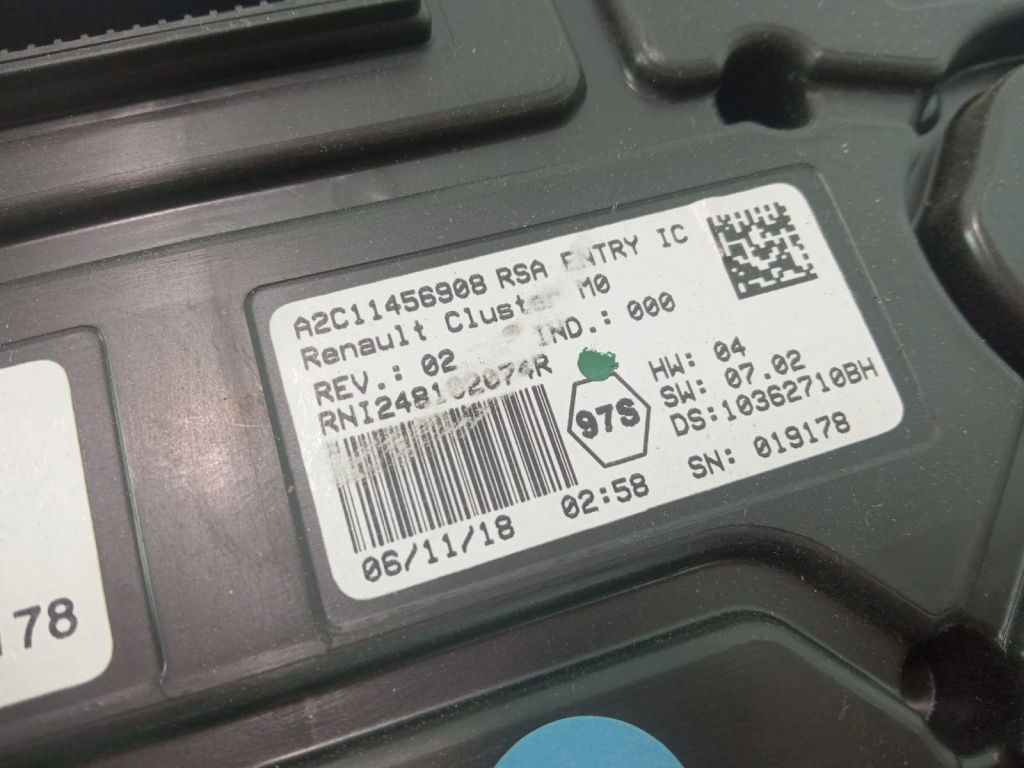 A2C11456908 RSA ENTRY IC
Renault Cluster M0
REV.: 02 IND.: 000
RNI248102074R
HW: 04
97S
SW: 07.02
DS:10362710BH
06/11/18 02:58 SN: 019178
178